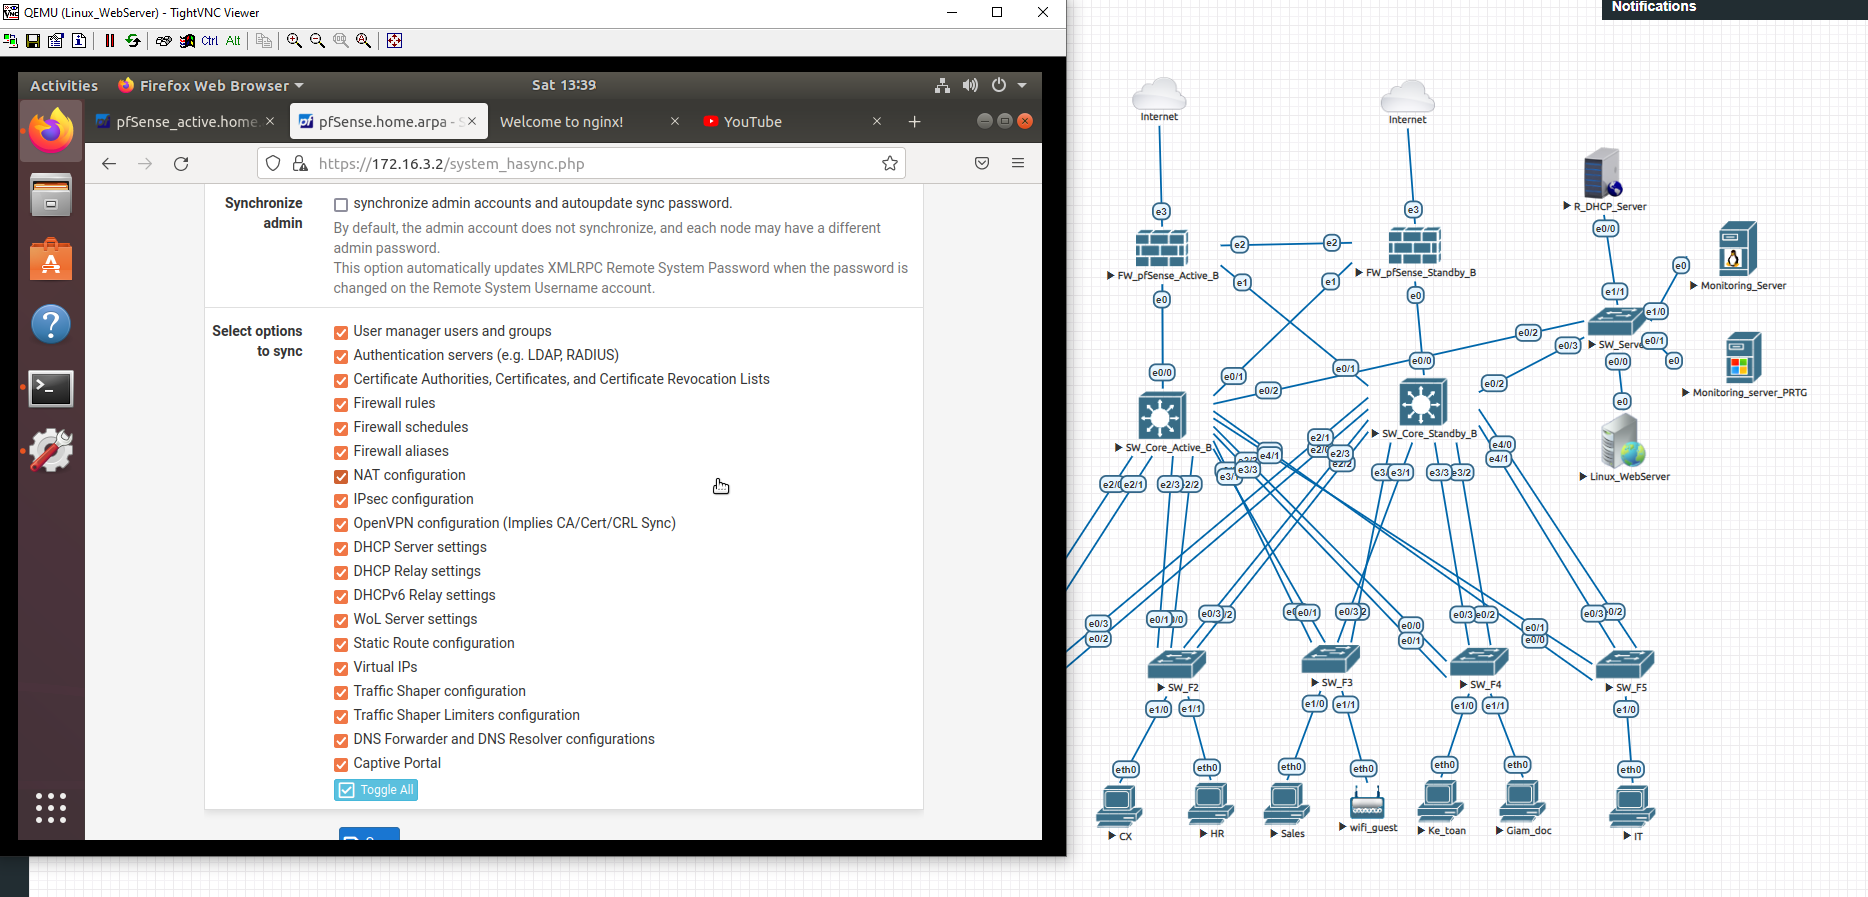 QEMU (Linux_WebServer) - TightVNC Viewer
Notifications
Ctrl Alt
Activities
Firefox Web Browser
Sat 13:39
pfSense_active.home.
pfSense.home.arpa - S
Welcome to nginx!
YouTube
https://172.16.3.2/system_hasync.php
Synchronize admin
synchronize admin accounts and autoupdate sync password.
By default, the admin account does not synchronize, and each node may have a different
admin password.
This option automatically updates XMLRPC Remote System Password when the password is
changed on the Remote System Username account.
Select options to sync
User manager users and groups
Authentication servers (e.g. LDAP, RADIUS)
Certificate Authorities, Certificates, and Certificate Revocation Lists
Firewall rules
Firewall schedules
Firewall aliases
NAT configuration
IPsec configuration
OpenVPN configuration (Implies CA/Cert/CRL Sync)
DHCP Server settings
DHCP Relay settings
DHCPv6 Relay settings
WoL Server settings
Static Route configuration
Virtual IPs
Traffic Shaper configuration
Traffic Shaper Limiters configuration
DNS Forwarder and DNS Resolver configurations
Captive Portal
Toggle All
Internet
Internet
R_DHCP_Server
e3
e3
e0/0
e2
e2
FW_pfSense_Active_B
FW_pfSense_Standby_B
e0
Monitoring_Server
e1
e1
e0
e0
e1/1
e1/0
e0/2
e0/3
SW_Serve
e0/1
e0/0
e0
Monitoring_server_PRTG
e0/0
e0/1
e0/2
e0/1
e0/0
e0/2
e0
SW_Core_Active_B
SW_Core_Standby_B
Linux_WebServer
e2/1
e2/3
e2/2
e4/1
e3/3
e4/0
e4/1
e2/1
e2/3
2/2
e3/1
e3/3
e3/2
e0/3
e0/2
e0/1
e0/3
e0/1
e0/3
e0/0
e0/1
e0/3
e0/2
e0/1
e0/0
e0/3
e0/2
SW_F2
SW_F3
SW_F4
SW_F5
e1/0
e1/1
e1/0
e1/1
e1/0
e1/1
e1/0
eth0
eth0
eth0
eth0
eth0
eth0
eth0
CX
HR
Sales
wifi_guest
Ke_toan
Giam_doc
IT